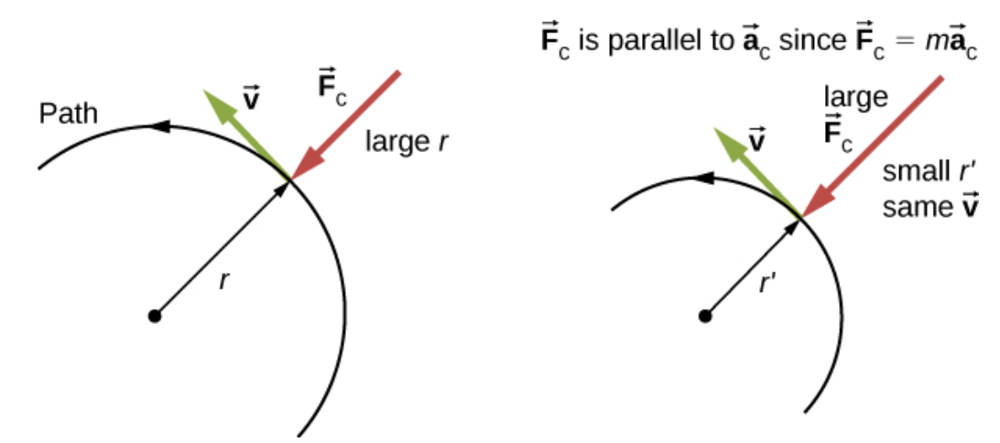 Path
v⃗
F⃗c
large r
r
F⃗c is parallel to a⃗c since F⃗c = ma⃗c
large
F⃗c
v⃗
small r'
same v⃗
r'